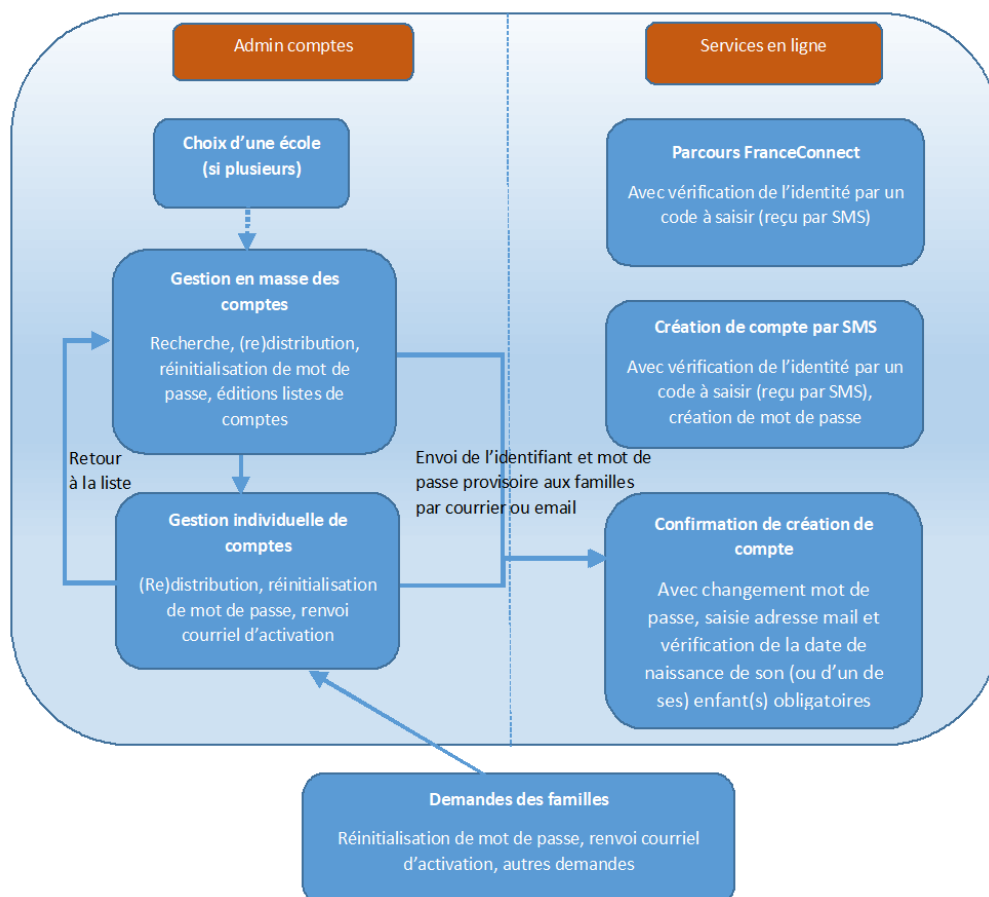 Admin comptes
Services en ligne
Choix d’une école
(si plusieurs)
Parcours FranceConnect
Avec vérification de l’identité par un
code à saisir (reçu par SMS)
Gestion en masse des
comptes
Recherche, (re)distribution,
réinitialisation de mot de
passe, éditions listes de
comptes
Création de compte par SMS
Avec vérification de l’identité par un
code à saisir (reçu par SMS),
création de mot de passe
Retour
à la liste
Envoi de l’identifiant et mot de
passe provisoire aux familles
par courrier ou email
Gestion individuelle de
comptes
(Re)distribution, réinitialisation
de mot de passe, renvoi
courriel d’activation
Confirmation de création de
compte
Avec changement mot de
passe, saisie adresse mail et
vérification de la date de
naissance de son (ou d’un de
ses) enfant(s) obligatoires
Demandes des familles
Réinitialisation de mot de passe, renvoi courriel
d’activation, autres demandes